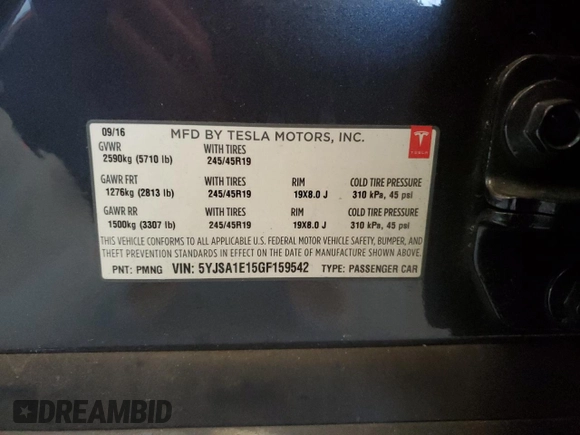 09/16 MFD BY TESLA MOTORS, INC.
TESLA
GVWR WITH TIRES
2590kg (5710 lb) 245/45R19
GAWR FRT WITH TIRES RIM COLD TIRE PRESSURE
1276kg (2813 lb) 245/45R19 19X8.0 J 310 kPa, 45 psi
GAWR RR WITH TIRES RIM COLD TIRE PRESSURE
1500kg (3307 lb) 245/45R19 19X8.0 J 310 kPa, 45 psi
THIS VEHICLE CONFORMS TO ALL APPLICABLE U.S. FEDERAL MOTOR VEHICLE SAFETY, BUMPER, AND
THEFT PREVENTION STANDARDS IN EFFECT ON THE DATE OF MANUFACTURE SHOWN ABOVE.
PNT: PMNG VIN: 5YJSA1E15GF159542 TYPE: PASSENGER CAR
DREAMBID